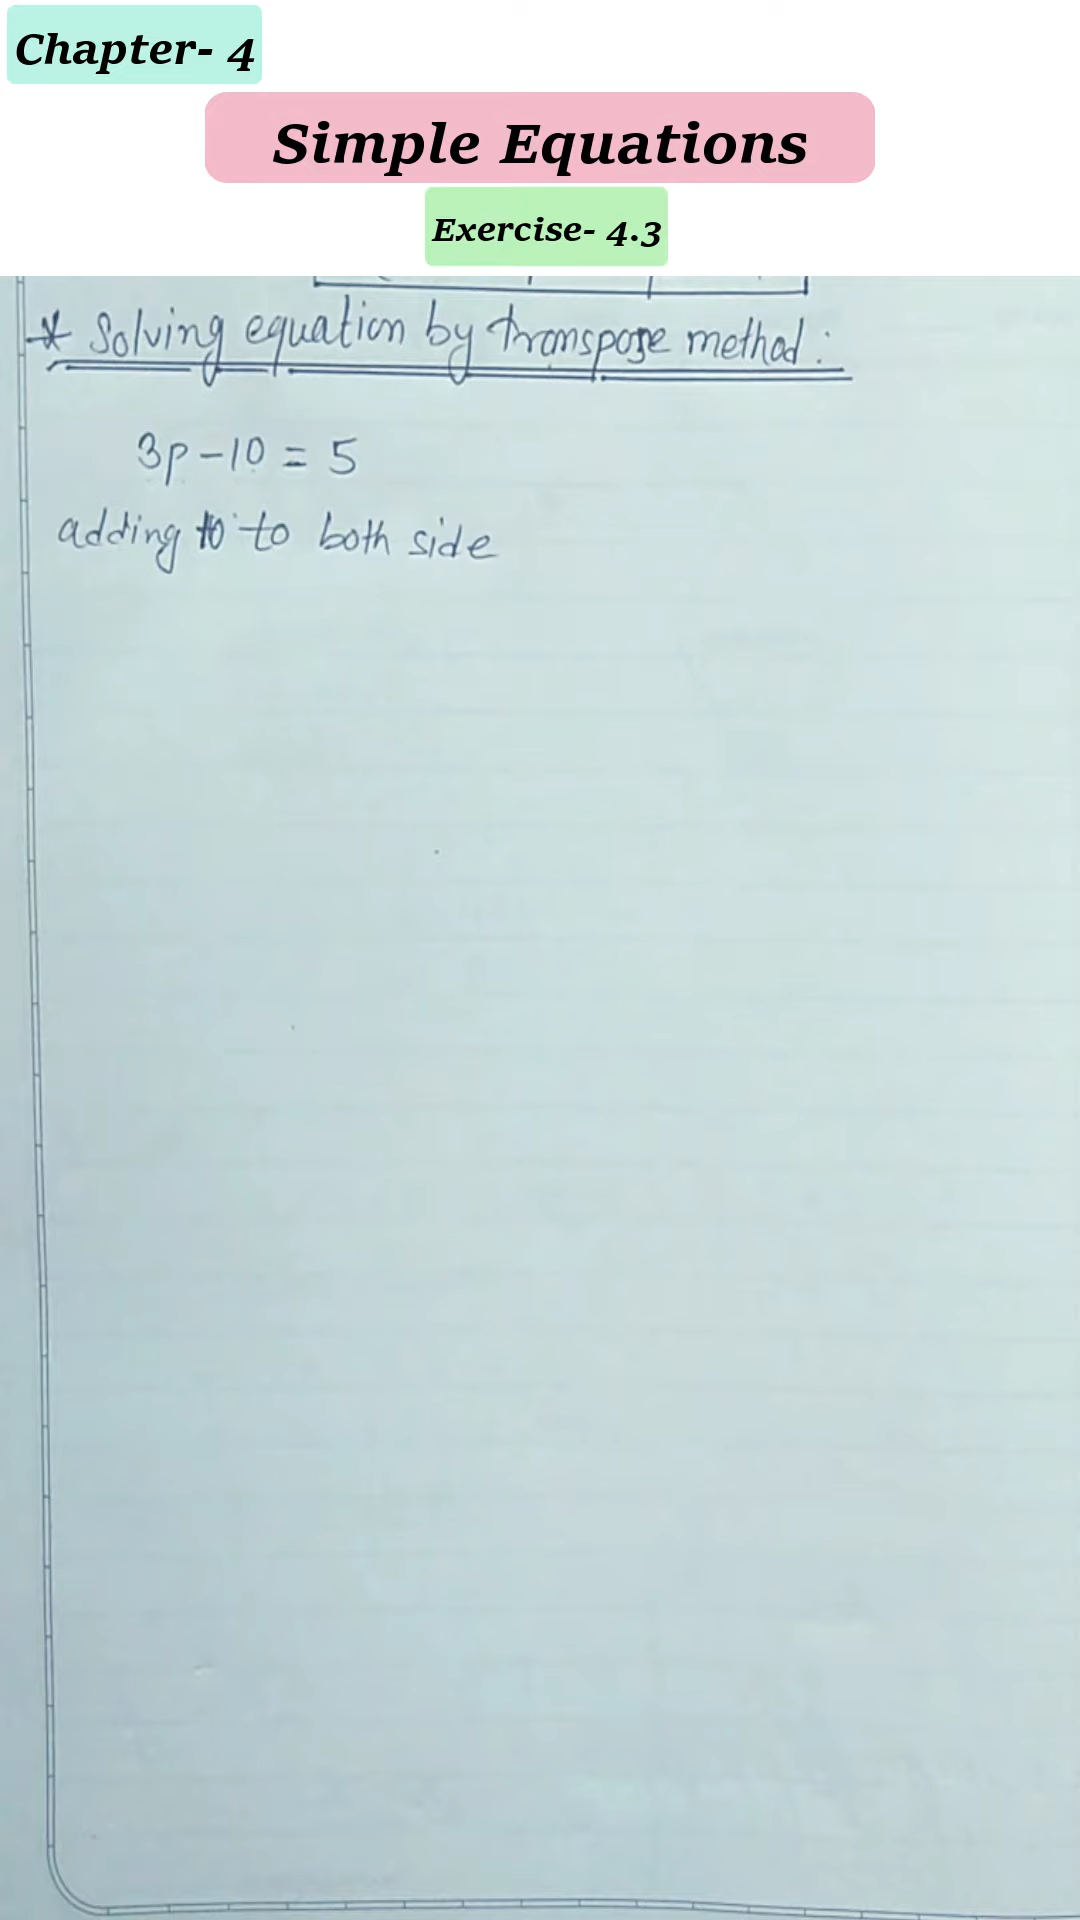 Chapter- 4
Simple Equations
Exercise- 4.3
* Solving equation by transpose method :
3p - 10 = 5
adding 10 to both side